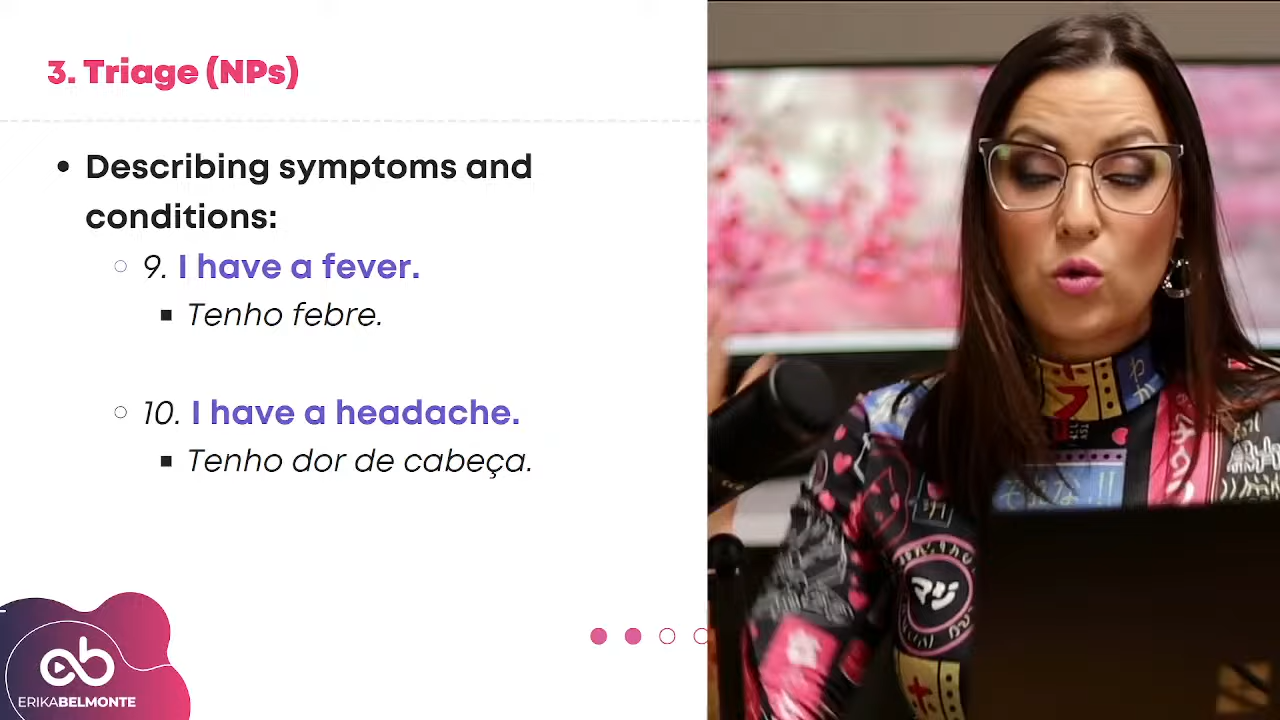 3. Triage (NPs)
Describing symptoms and
conditions:
9. I have a fever.
Tenho febre.
10. I have a headache.
Tenho dor de cabeça.
eb
ERIKABELMONTE